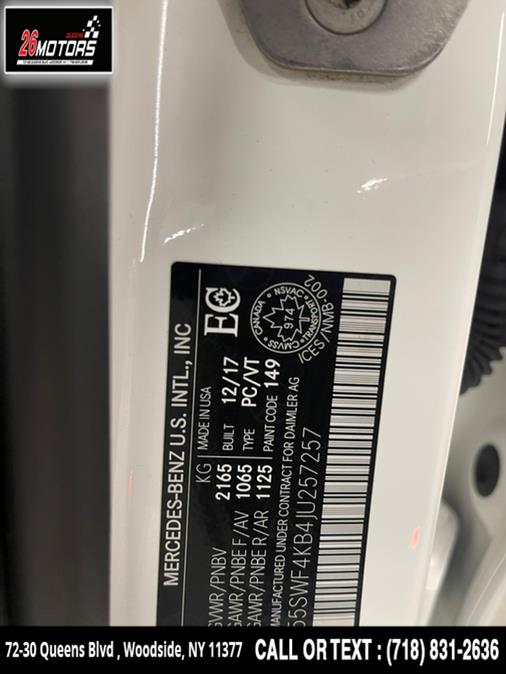 26 MOTORS
QUEENS
MERCEDES-BENZ U.S. INTL., INC
KG MADE IN USA
GVWR/PNBV 2165 BUILT 12/17
GAWR/PNBE F/AV 1065 TYPE PC/VT
GAWR/PNBE R/AR 1125 PAINT CODE 149
MANUFACTURED UNDER CONTRACT FOR DAIMLER AG
55SWF4KB4JU257257
EC
CANADA
NSVAC
974
CMVSS
TRANSPORT
ICES/NMB-002
72-30 Queens Blvd , Woodside, NY 11377 CALL OR TEXT : (718) 831-2636